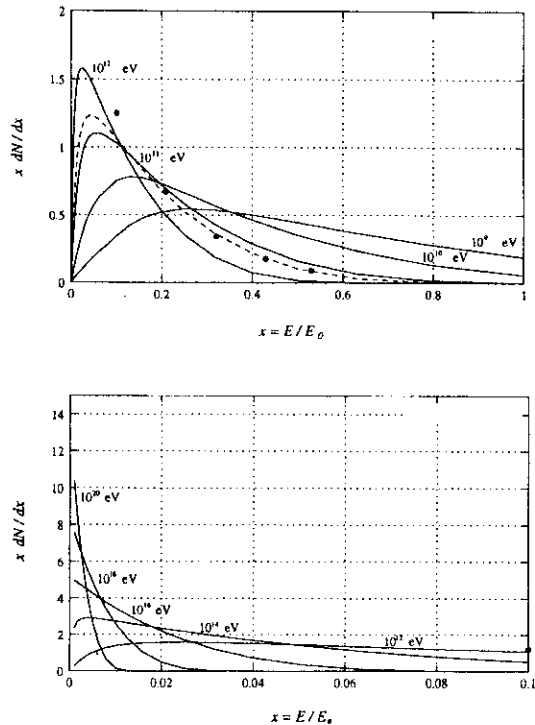 2
1.5
1
0.5
0
x dN/dx
10¹² eV
10¹¹ eV
10⁹ eV
10¹⁰ eV
0 0.2 0.4 0.6 0.8 1
x = E/E₀
14
12
10
8
6
4
2
0
x dN/dx
10²⁰ eV
10¹⁸ eV
10¹⁶ eV
10¹⁴ eV
10¹² eV
0 0.02 0.04 0.06 0.08 0.1
x = E/E₀